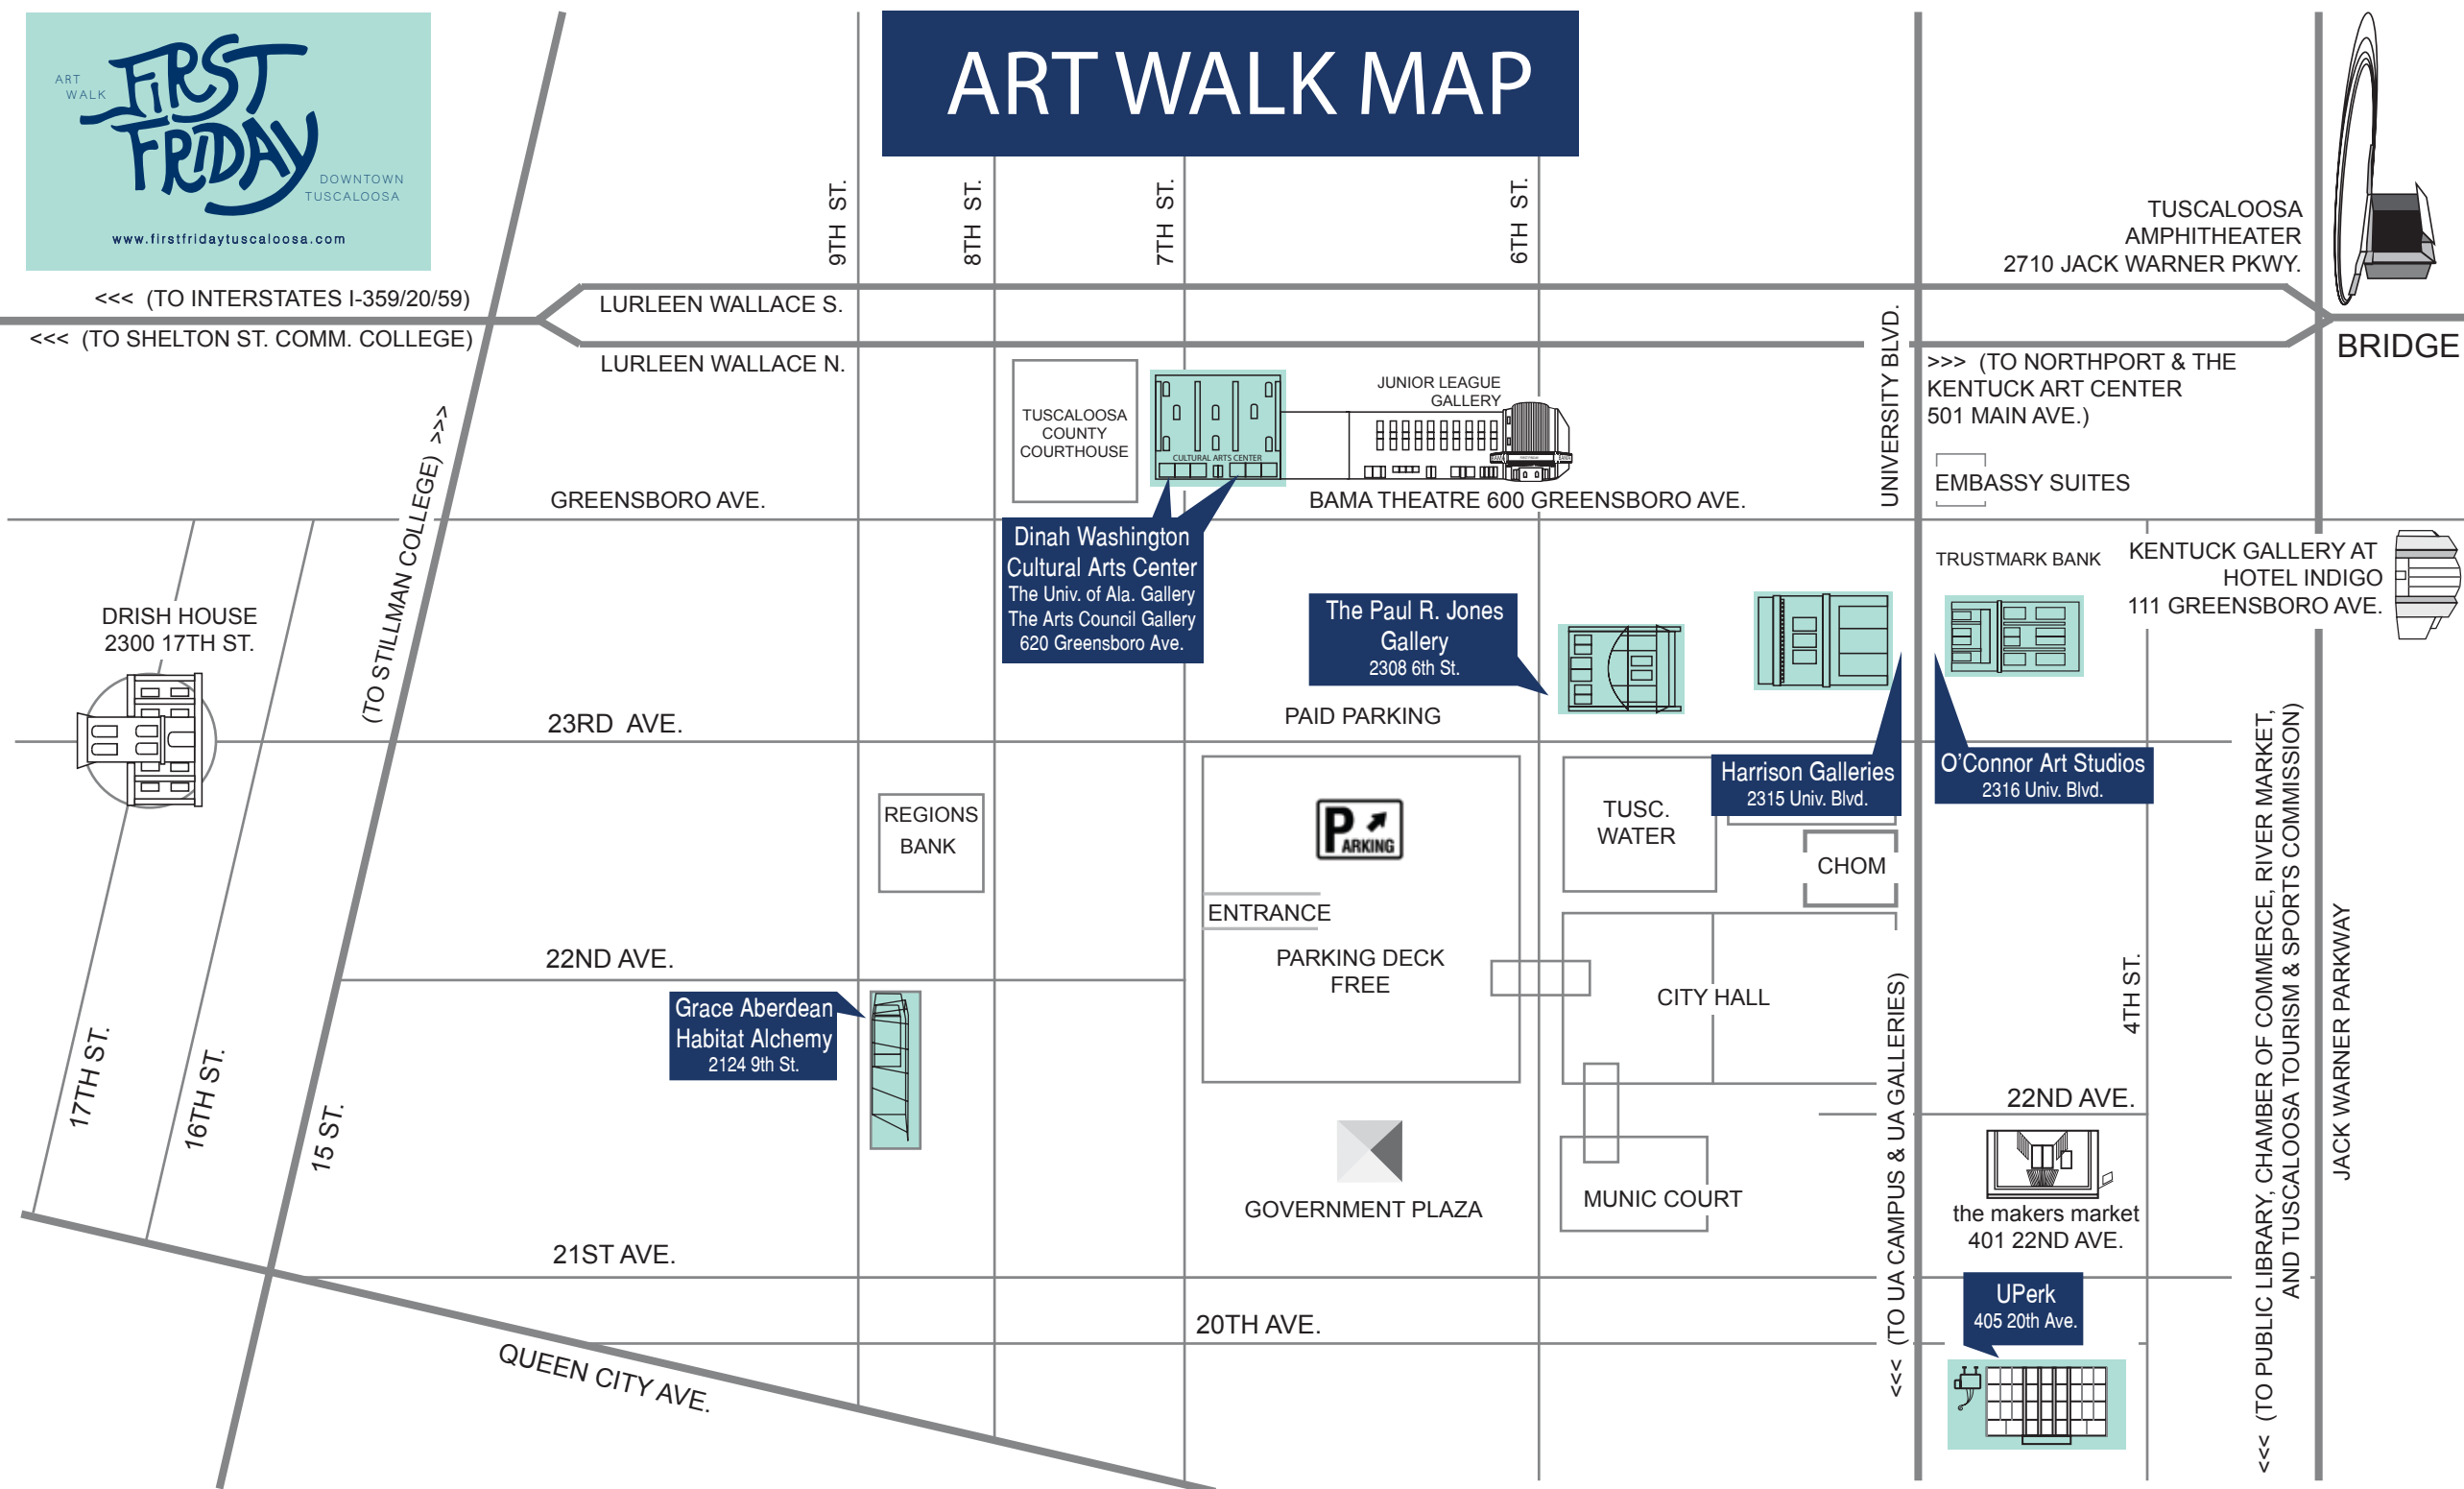 ART
WALK
FIRST
FRIDAY
DOWNTOWN
TUSCALOOSA
www.firstfridaytuscaloosa.com
ART WALK MAP
9TH ST.
8TH ST.
7TH ST.
6TH ST.
TUSCALOOSA
AMPHITHEATER
2710 JACK WARNER PKWY.
<<< (TO INTERSTATES I-359/20/59)
<<< (TO SHELTON ST. COMM. COLLEGE)
LURLEEN WALLACE S.
LURLEEN WALLACE N.
UNIVERSITY BLVD.
BRIDGE
>>> (TO NORTHPORT & THE
KENTUCK ART CENTER
501 MAIN AVE.)
TUSCALOOSA
COUNTY
COURTHOUSE
CULTURAL ARTS CENTER
JUNIOR LEAGUE
GALLERY
EMBASSY SUITES
GREENSBORO AVE.
BAMA THEATRE 600 GREENSBORO AVE.
(TO STILLMAN COLLEGE) >>>
Dinah Washington
Cultural Arts Center
The Univ. of Ala. Gallery
The Arts Council Gallery
620 Greensboro Ave.
TRUSTMARK BANK
KENTUCK GALLERY AT
HOTEL INDIGO
111 GREENSBORO AVE.
DRISH HOUSE
2300 17TH ST.
The Paul R. Jones
Gallery
2308 6th St.
23RD AVE.
PAID PARKING
Harrison Galleries
2315 Univ. Blvd.
O'Connor Art Studios
2316 Univ. Blvd.
REGIONS
BANK
PARKING
TUSC.
WATER
CHOM
ENTRANCE
PARKING DECK
FREE
22ND AVE.
CITY HALL
Grace Aberdean
Habitat Alchemy
2124 9th St.
17TH ST.
16TH ST.
15 ST.
4TH ST.
22ND AVE.
JACK WARNER PARKWAY
<<< (TO PUBLIC LIBRARY, CHAMBER OF COMMERCE, RIVER MARKET,
AND TUSCALOOSA TOURISM & SPORTS COMMISSION)
<<< (TO UA CAMPUS & UA GALLERIES)
GOVERNMENT PLAZA
MUNIC COURT
the makers market
401 22ND AVE.
21ST AVE.
UPerk
405 20th Ave.
20TH AVE.
QUEEN CITY AVE.